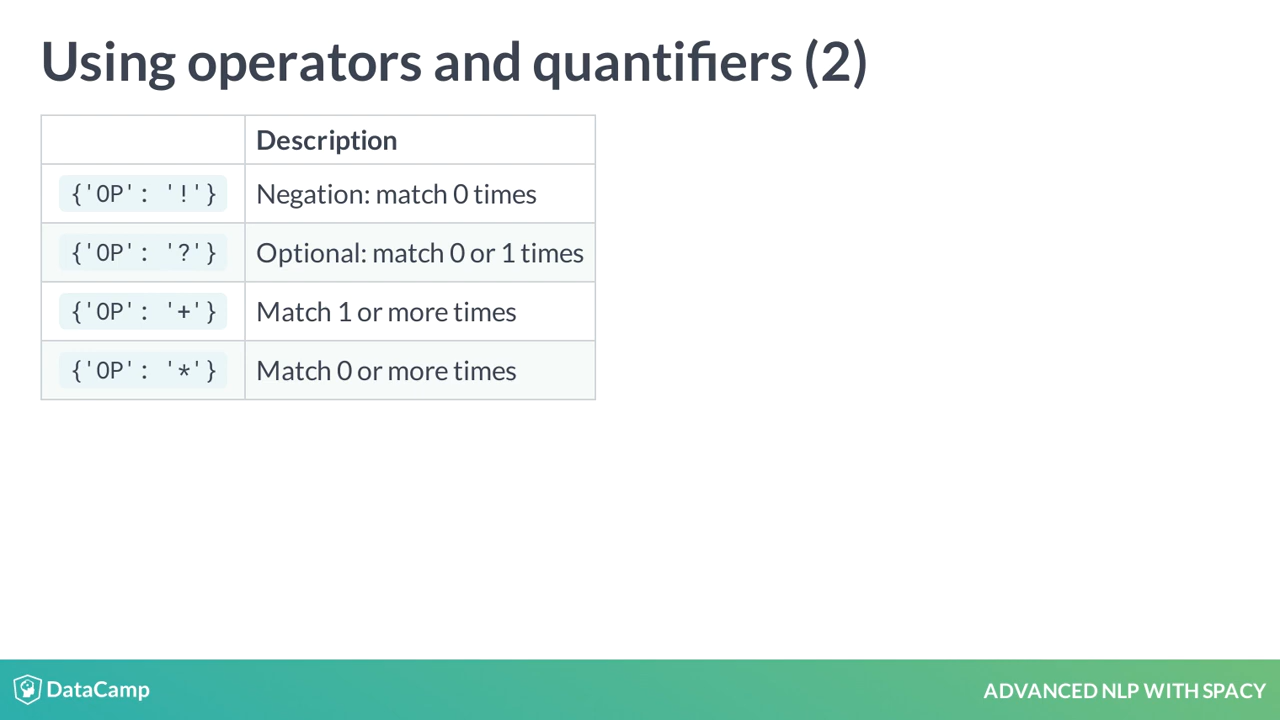 Using operators and quantifiers (2)
Description
{'OP': '!'} Negation: match 0 times
{'OP': '?'} Optional: match 0 or 1 times
{'OP': '+'} Match 1 or more times
{'OP': '*'} Match 0 or more times
DataCamp ADVANCED NLP WITH SPACY